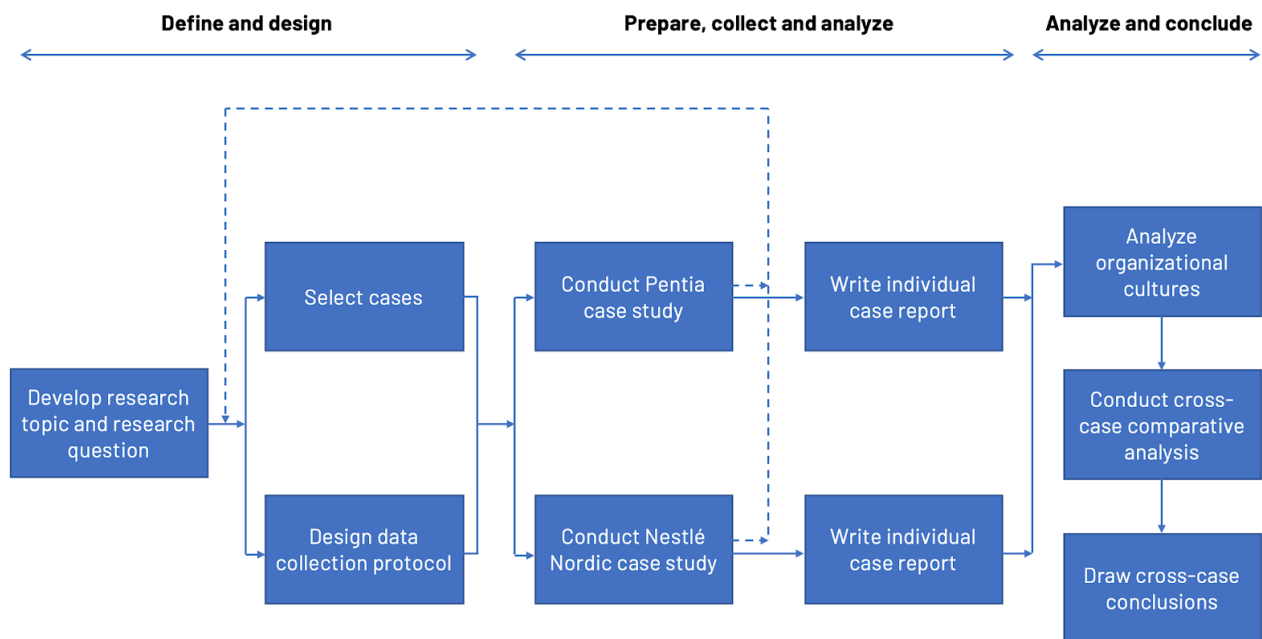 Define and design
Prepare, collect and analyze
Analyze and conclude
Develop research
topic and research
question
Select cases
Design data
collection protocol
Conduct Pentia
case study
Conduct Nestlé
Nordic case study
Write individual
case report
Write individual
case report
Analyze
organizational
cultures
Conduct cross-
case comparative
analysis
Draw cross-case
conclusions